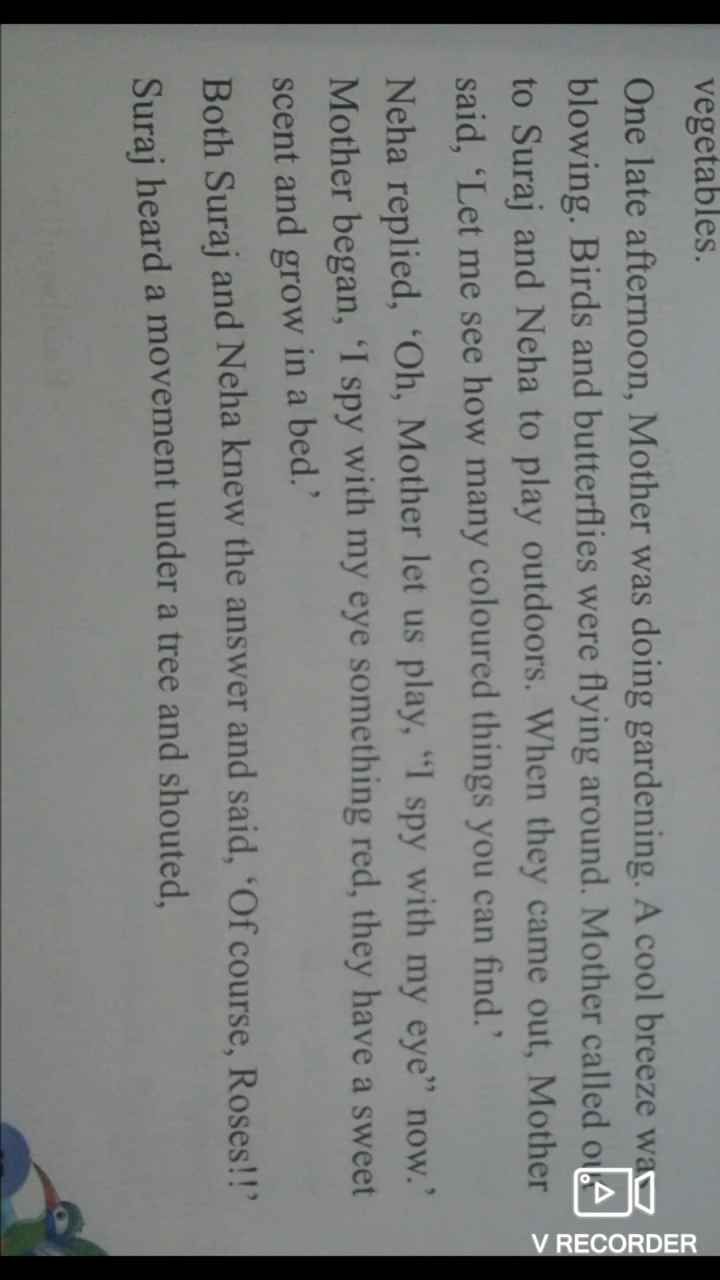 vegetables.
One late afternoon, Mother was doing gardening. A cool breeze wa
blowing. Birds and butterflies were flying around. Mother called out
to Suraj and Neha to play outdoors. When they came out, Mother
said, ‘Let me see how many coloured things you can find.’
Neha replied, ‘Oh, Mother let us play, “I spy with my eye” now.’
Mother began, ‘I spy with my eye something red, they have a sweet
scent and grow in a bed.’
Both Suraj and Neha knew the answer and said, ‘Of course, Roses!!’
Suraj heard a movement under a tree and shouted,
V RECORDER